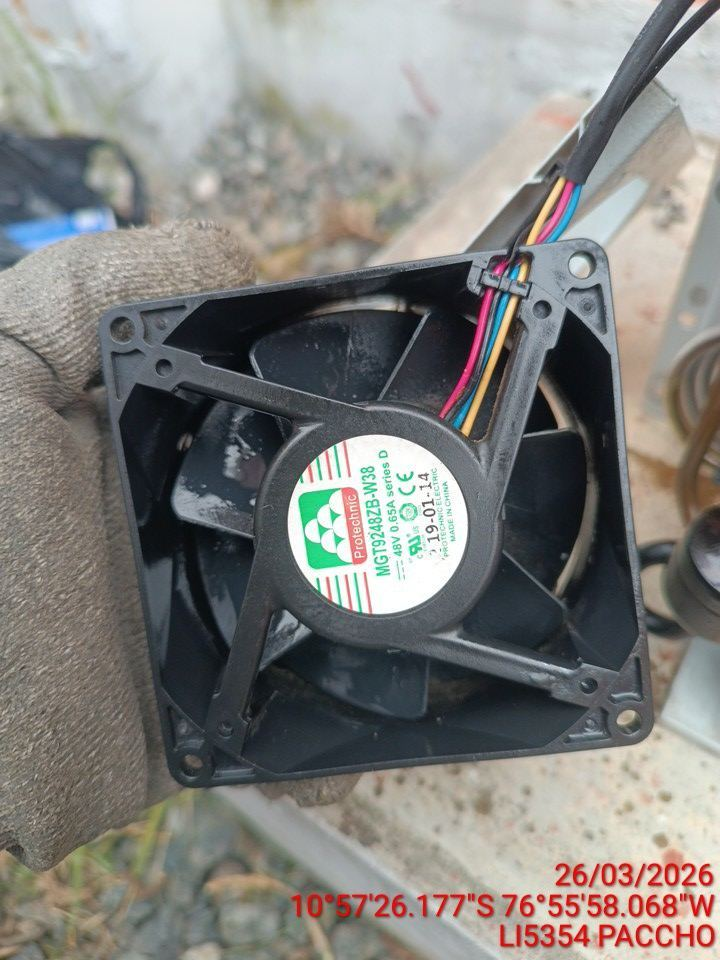 Protechnic
MGT9248ZB-W38
48V 0.65A series D
CE
19-01-14
PROTECHNIC ELECTRIC
MADE IN CHINA
26/03/2026
10°57'26.177"S 76°55'58.068"W
LI5354 PACCHO